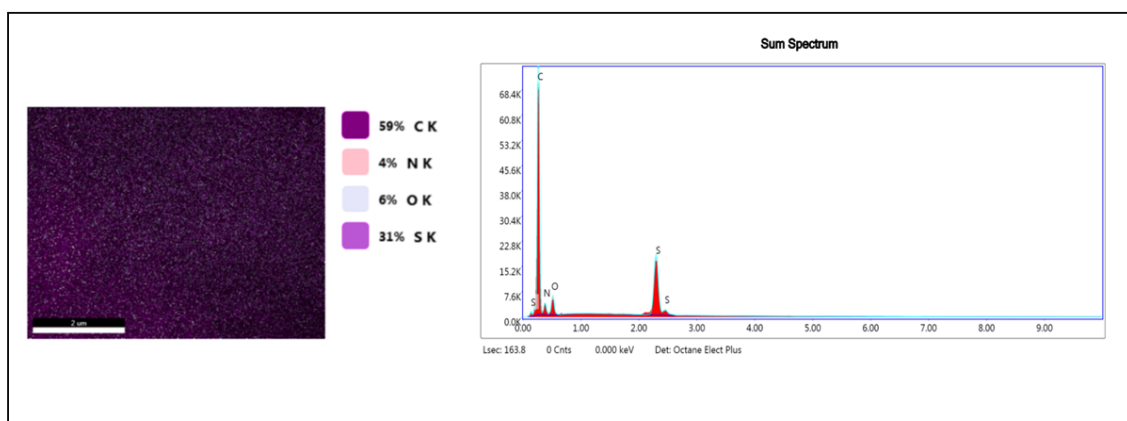 Sum Spectrum
59% C K
4% N K
6% O K
31% S K
2 um
68.4K
60.8K
53.2K
45.6K
38.0K
30.4K
22.8K
15.2K
7.6K
0.0K
C
S
N
O
S
S
0.00 1.00 2.00 3.00 4.00 5.00 6.00 7.00 8.00 9.00
Lsec: 163.8 0 Cnts 0.000 keV Det: Octane Elect Plus